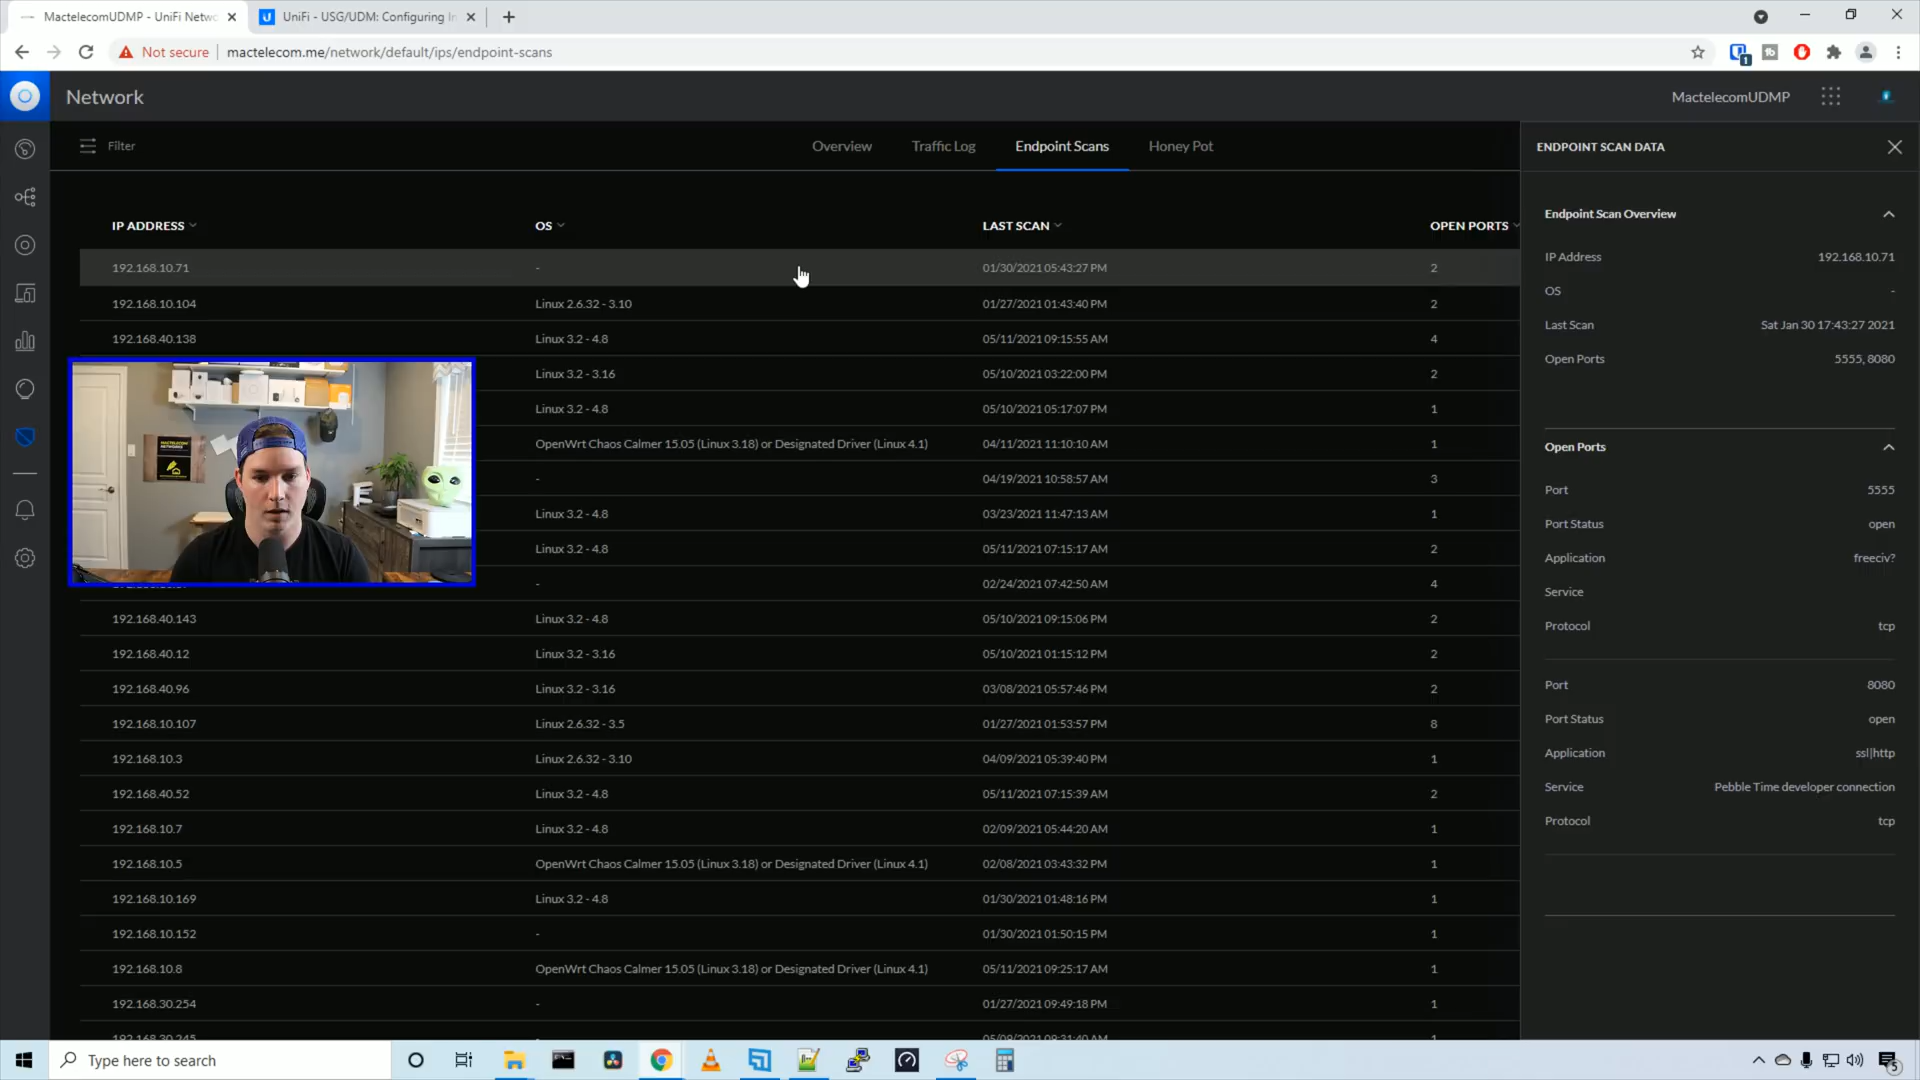 MactelecomUDMP - UniFi Netwo
UniFi - USG/UDM: Configuring In
Not secure
mactelecom.me/network/default/ips/endpoint-scans
Network
MactelecomUDMP
Filter
Overview
Traffic Log
Endpoint Scans
Honey Pot
ENDPOINT SCAN DATA
IP ADDRESS OS LAST SCAN OPEN PORTS
192.168.10.71 - 01/30/2021 05:43:27 PM 2
192.168.10.104 Linux 2.6.32 - 3.10 01/27/2021 01:43:40 PM 2
192.168.40.138 Linux 3.2 - 4.8 05/11/2021 09:15:55 AM 4
Linux 3.2 - 3.16 05/10/2021 03:22:00 PM 2
Linux 3.2 - 4.8 05/10/2021 05:17:07 PM 1
OpenWrt Chaos Calmer 15.05 (Linux 3.18) or Designated Driver (Linux 4.1) 04/11/2021 11:10:10 AM 1
- 04/19/2021 10:58:57 AM 3
Linux 3.2 - 4.8 03/23/2021 11:47:13 AM 1
Linux 3.2 - 4.8 05/11/2021 07:15:17 AM 2
- 02/24/2021 07:42:50 AM 4
192.168.40.143 Linux 3.2 - 4.8 05/10/2021 09:15:06 PM 2
192.168.40.12 Linux 3.2 - 3.16 05/10/2021 01:15:12 PM 2
192.168.40.96 Linux 3.2 - 3.16 03/08/2021 05:57:46 PM 2
192.168.10.107 Linux 2.6.32 - 3.5 01/27/2021 01:53:57 PM 8
192.168.10.3 Linux 2.6.32 - 3.10 04/09/2021 05:39:40 PM 1
192.168.40.52 Linux 3.2 - 4.8 05/11/2021 07:15:39 AM 2
192.168.10.7 Linux 3.2 - 4.8 02/09/2021 05:44:20 AM 1
192.168.10.5 OpenWrt Chaos Calmer 15.05 (Linux 3.18) or Designated Driver (Linux 4.1) 02/08/2021 03:43:32 PM 1
192.168.10.169 Linux 3.2 - 4.8 01/30/2021 01:48:16 PM 1
192.168.10.152 - 01/30/2021 01:50:15 PM 1
192.168.10.8 OpenWrt Chaos Calmer 15.05 (Linux 3.18) or Designated Driver (Linux 4.1) 05/11/2021 09:25:17 AM 1
192.168.30.254 - 01/27/2021 09:49:18 PM 1
Endpoint Scan Overview
IP Address 192.168.10.71
OS -
Last Scan Sat Jan 30 17:43:27 2021
Open Ports 5555, 8080
Open Ports
Port 5555
Port Status open
Application freeciv?
Service
Protocol tcp
Port 8080
Port Status open
Application ssl|http
Service Pebble Time developer connection
Protocol tcp
MACTELECOM
NETWORKS
Type here to search
5